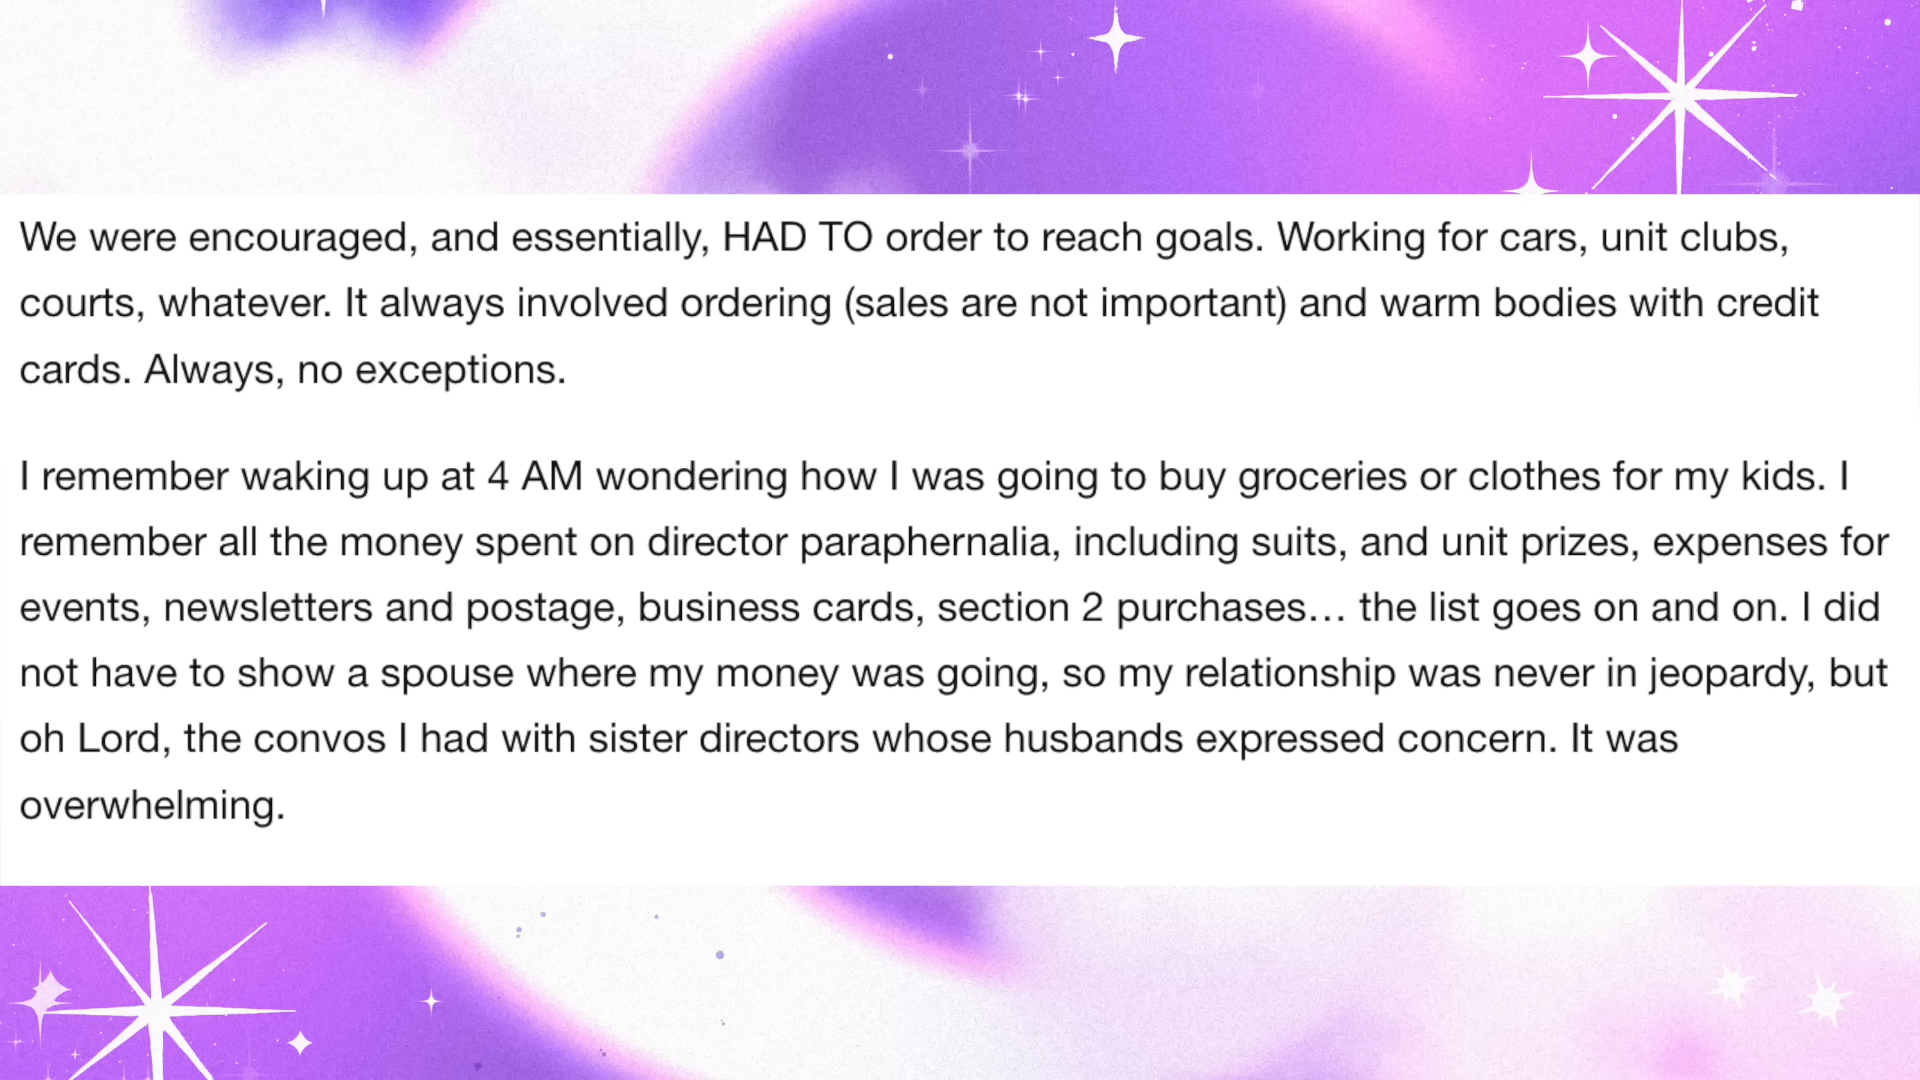 We were encouraged, and essentially, HAD TO order to reach goals. Working for cars, unit clubs,
courts, whatever. It always involved ordering (sales are not important) and warm bodies with credit
cards. Always, no exceptions.
I remember waking up at 4 AM wondering how I was going to buy groceries or clothes for my kids. I
remember all the money spent on director paraphernalia, including suits, and unit prizes, expenses for
events, newsletters and postage, business cards, section 2 purchases… the list goes on and on. I did
not have to show a spouse where my money was going, so my relationship was never in jeopardy, but
oh Lord, the convos I had with sister directors whose husbands expressed concern. It was
overwhelming.